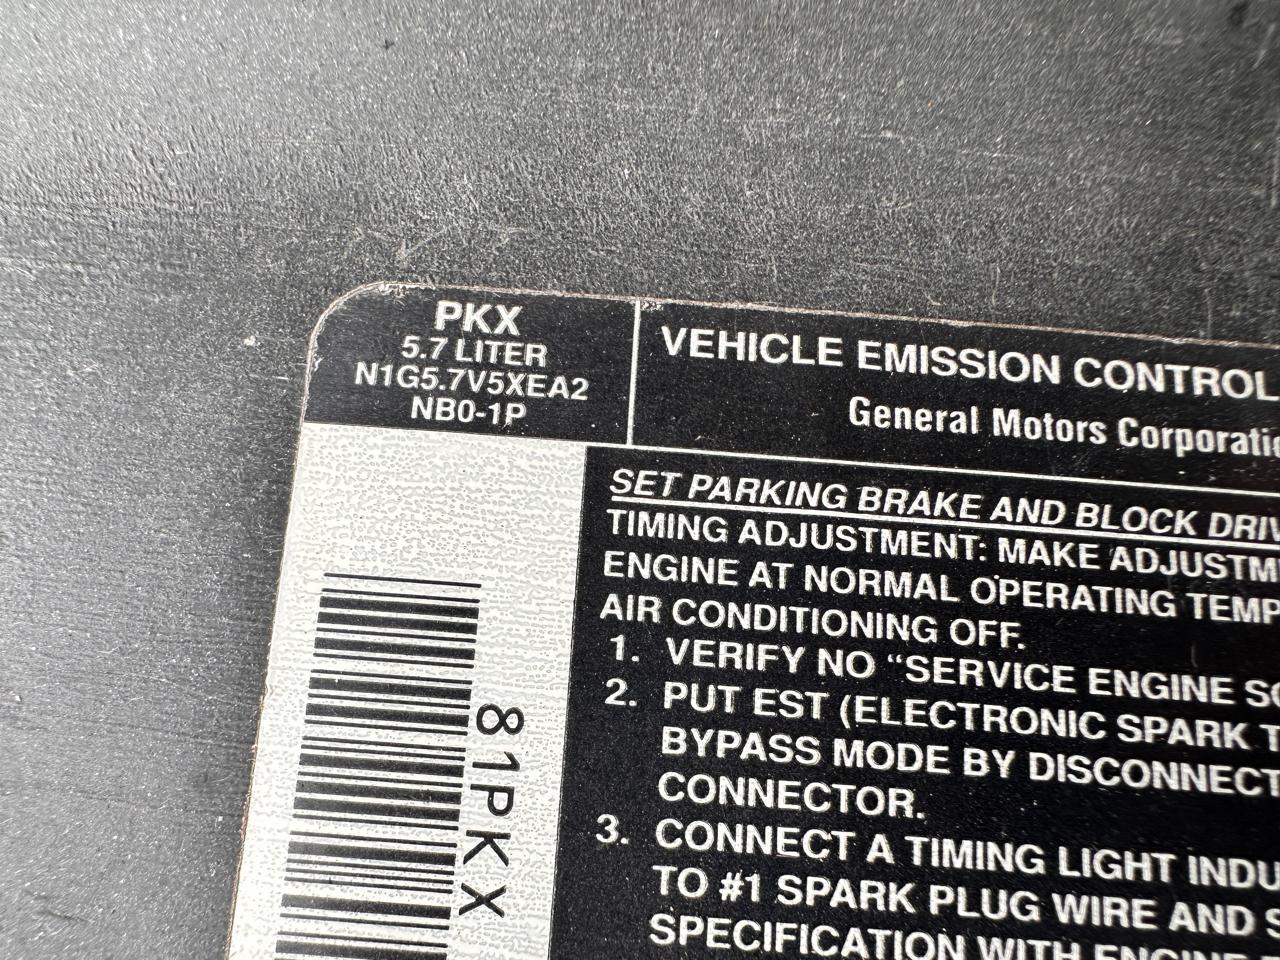 PKX
5.7 LITER
N1G5.7V5XEA2
NB0-1P
VEHICLE EMISSION CONTROL
General Motors
SET PARKING BRAKE AND BLOCK
TIMING ADJUSTMENT: MAKE
ENGINE AT NORMAL OPERATING
AIR CONDITIONING OFF.
1. VERIFY NO “SERVICE ENGINE
2. PUT EST (ELECTRONIC SPARK
BYPASS MODE BY
CONNECTOR.
3. CONNECT A TIMING LIGHT
TO #1 SPARK PLUG WIRE AND
SPECIFICATION WITH ENGINE
81PKX